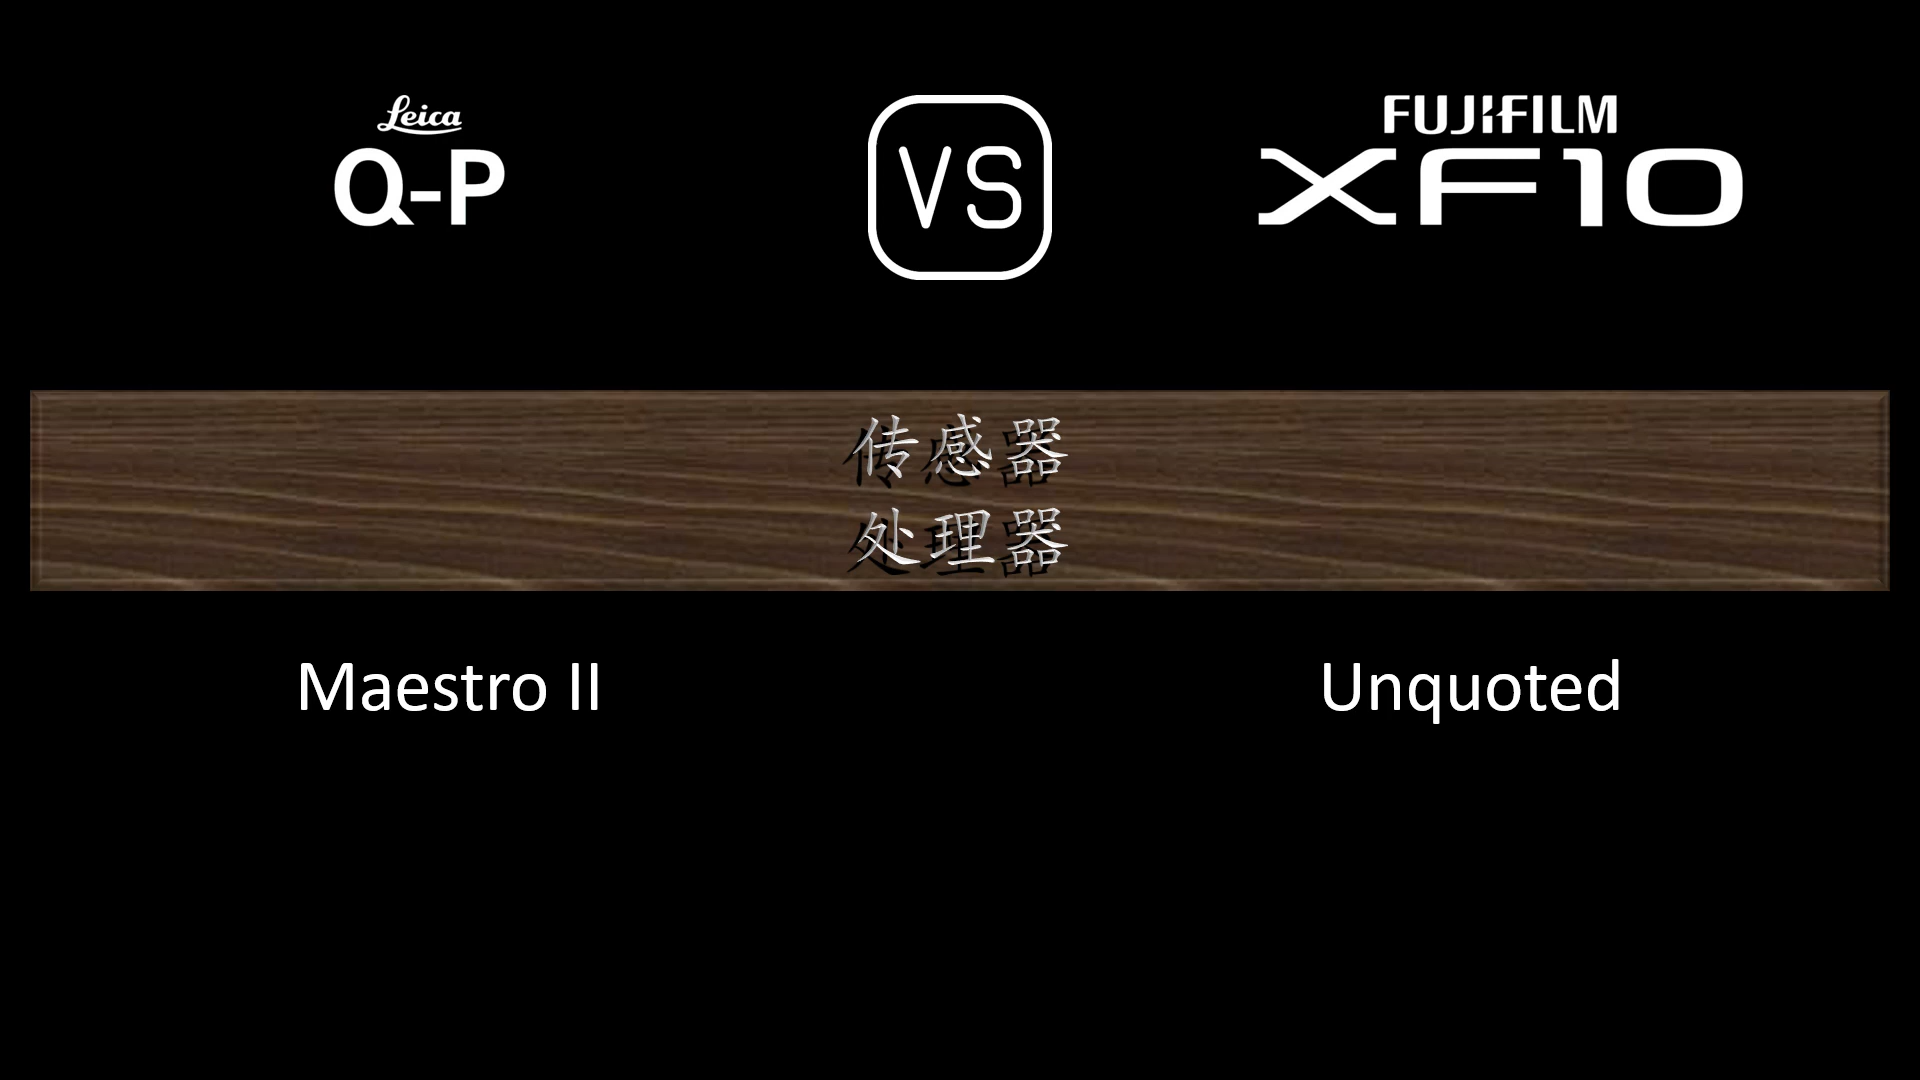 Leica
Q-P
VS
FUJIFILM
XF10
传感器
处理器
Maestro II
Unquoted